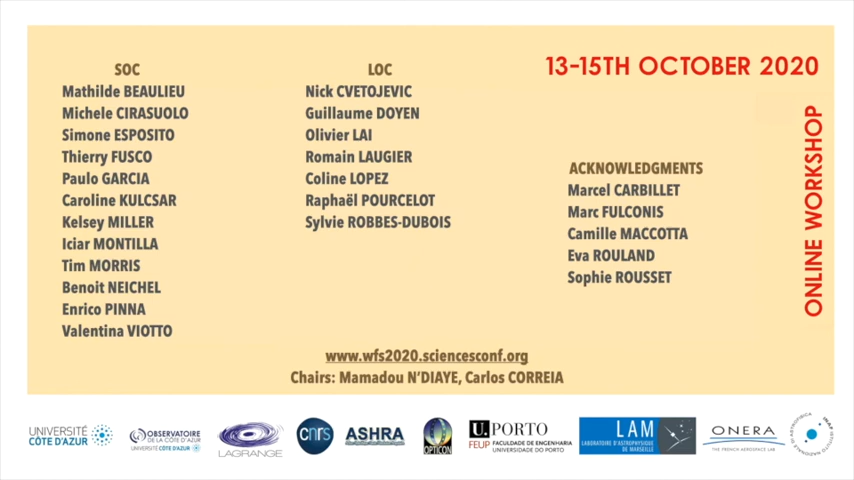 SOC
Mathilde BEAULIEU
Michele CIRASUOLO
Simone ESPOSITO
Thierry FUSCO
Paulo GARCIA
Caroline KULCSAR
Kelsey MILLER
Iciar MONTILLA
Tim MORRIS
Benoit NEICHEL
Enrico PINNA
Valentina VIOTTO
LOC
Nick CVETOJEVIC
Guillaume DOYEN
Olivier LAI
Romain LAUGIER
Coline LOPEZ
Raphaël POURCELOT
Sylvie ROBBES-DUBOIS
13-15TH OCTOBER 2020
ONLINE WORKSHOP
ACKNOWLEDGMENTS
Marcel CARBILLET
Marc FULCONIS
Camille MACCOTTA
Eva ROULAND
Sophie ROUSSET
www.wfs2020.sciencesconf.org
Chairs: Mamadou N'DIAYE, Carlos CORREIA
UNIVERSITÉ
CÔTE D'AZUR
OBSERVATOIRE
DE LA CÔTE D'AZUR
UNIVERSITÉ CÔTE D'AZUR
LAGRANGE
cnrs
ASHRA
OPTICON
U.PORTO
FEUP FACULDADE DE ENGENHARIA
UNIVERSIDADE DO PORTO
LAM
LABORATOIRE D'ASTROPHYSIQUE
DE MARSEILLE
ONERA
THE FRENCH AEROSPACE LAB
INAF ISTITUTO NAZIONALE DI ASTROFISICA